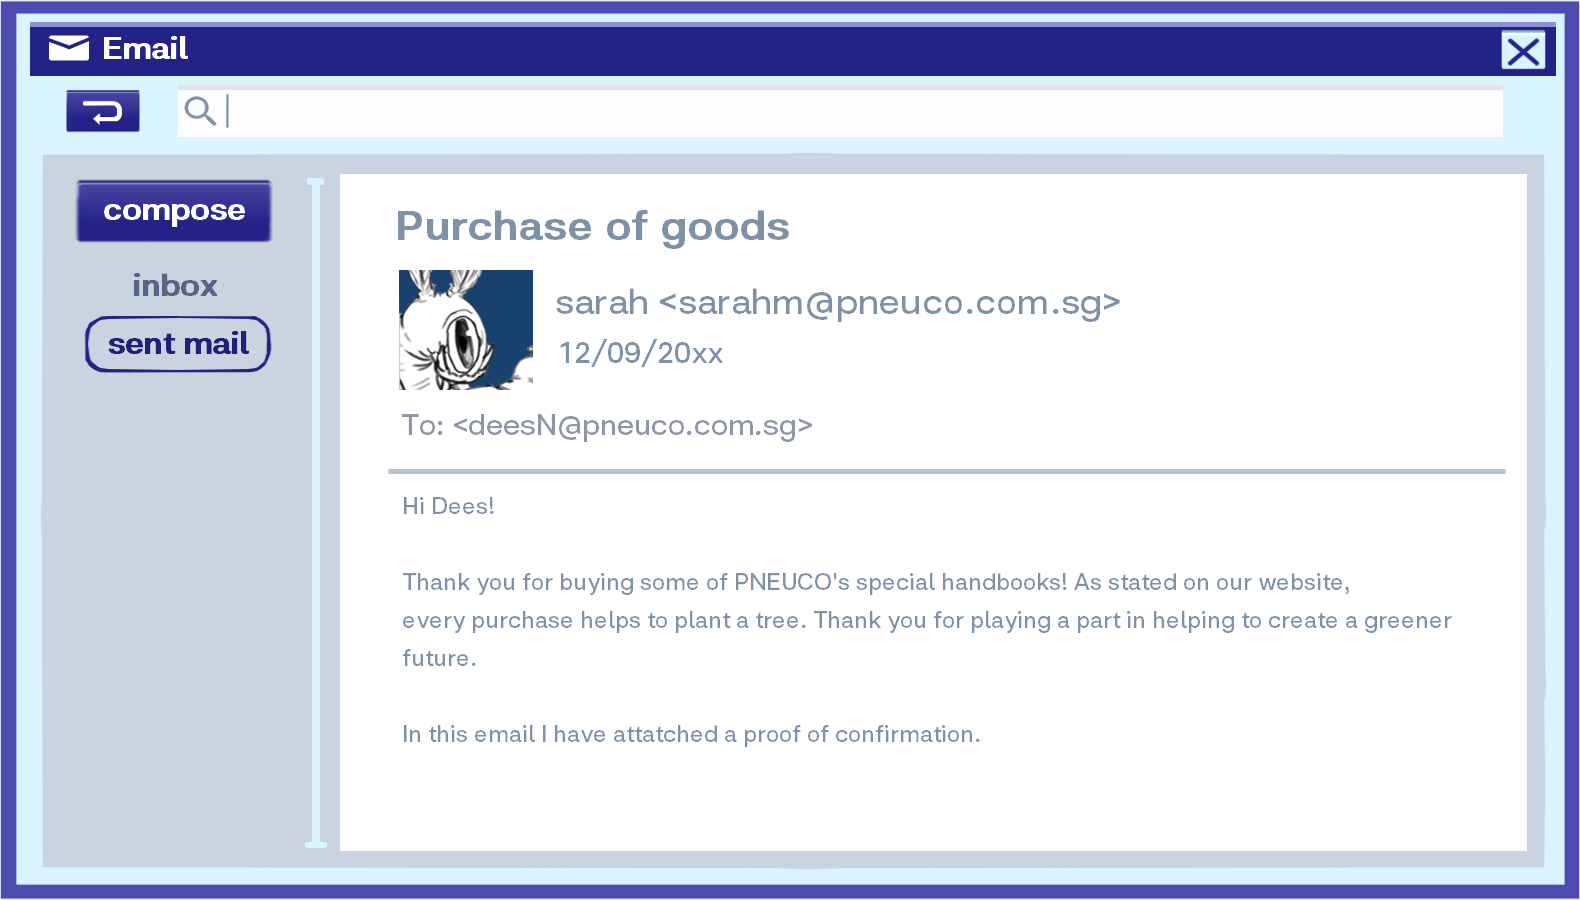 Email
compose
inbox
sent mail
Purchase of goods
sarah <sarahm@pneuco.com.sg>
12/09/20xx
To: <deesN@pneuco.com.sg>
Hi Dees!
Thank you for buying some of PNEUCO's special handbooks! As stated on our website,
every purchase helps to plant a tree. Thank you for playing a part in helping to create a greener
future.
In this email I have attatched a proof of confirmation.